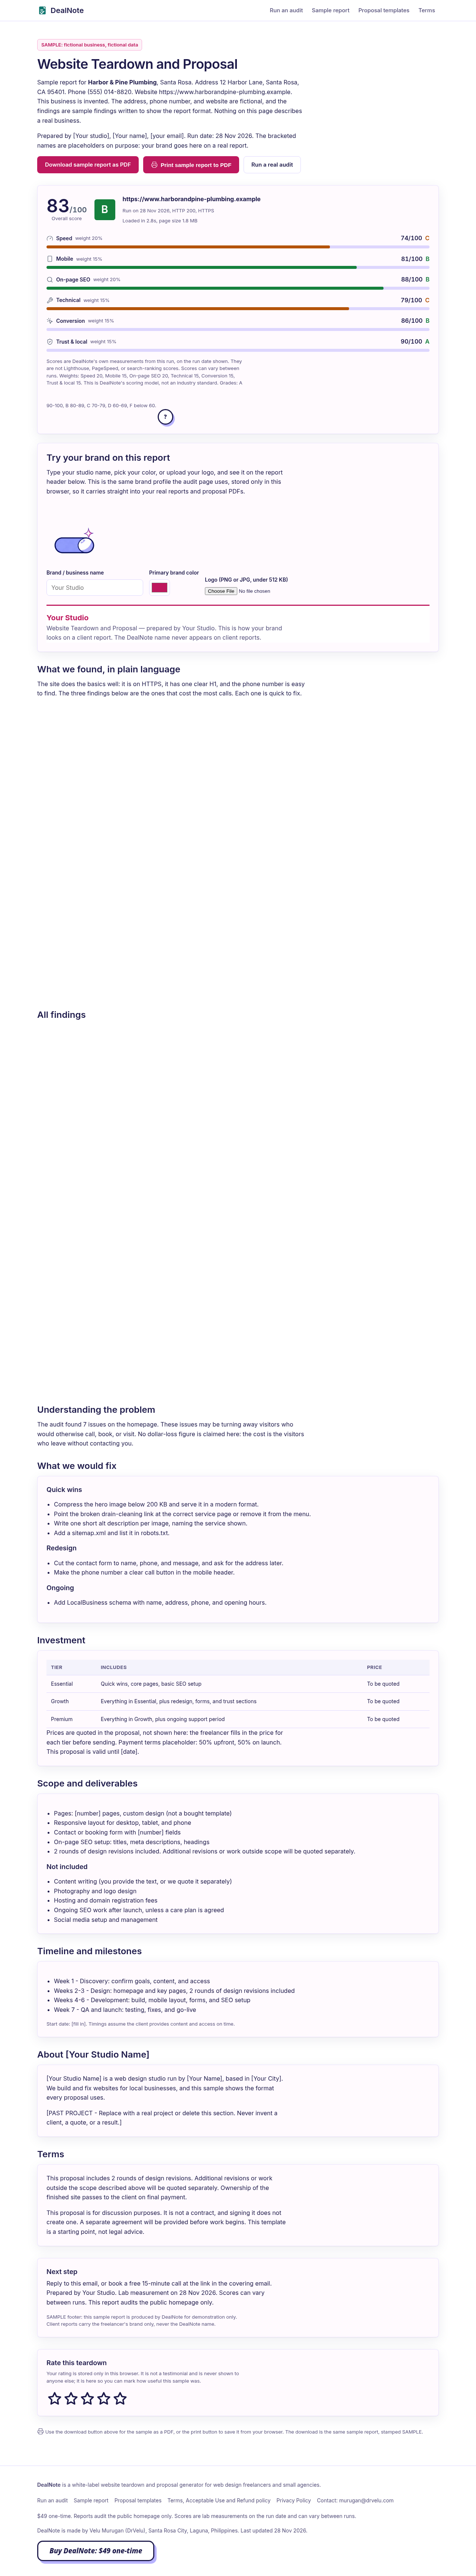 DealNote
Run an audit Sample report Proposal templates Terms
SAMPLE: fictional business, fictional data
Website Teardown and Proposal
Sample report for Harbor & Pine Plumbing, Santa Rosa. Address 12 Harbor Lane, Santa Rosa,
CA 95401. Phone (555) 014-8820. Website https://www.harborandpine-plumbing.example.
This business is invented. The address, phone number, and website are fictional, and the
findings are sample findings written to show the report format. Nothing on this page describes
a real business.
Prepared by [Your studio], [Your name], [your email]. Run date: 28 Nov 2026. The bracketed
names are placeholders on purpose: your brand goes here on a real report.
Download sample report as PDF
Print sample report to PDF
Run a real audit
83/100
Overall score
B
https://www.harborandpine-plumbing.example
Run on 28 Nov 2026, HTTP 200, HTTPS
Loaded in 2.8s, page size 1.8 MB
Speed weight 20% 74/100 C
Mobile weight 15% 81/100 B
On-page SEO weight 20% 88/100 B
Technical weight 15% 79/100 C
Conversion weight 15% 86/100 B
Trust & local weight 15% 90/100 A
Scores are DealNote's own measurements from this run, on the run date shown. They
are not Lighthouse, PageSpeed, or search-ranking scores. Scores can vary between
runs. Weights: Speed 20, Mobile 15, On-page SEO 20, Technical 15, Conversion 15,
Trust & local 15. This is DealNote's scoring model, not an industry standard. Grades: A
90-100, B 80-89, C 70-79, D 60-69, F below 60.
?
Try your brand on this report
Type your studio name, pick your color, or upload your logo, and see it on the report
header below. This is the same brand profile the audit page uses, stored only in this
browser, so it carries straight into your real reports and proposal PDFs.
Brand / business name
Your Studio
Primary brand color
Logo (PNG or JPG, under 512 KB)
Choose File No file chosen
Your Studio
Website Teardown and Proposal — prepared by Your Studio. This is how your brand
looks on a client report. The DealNote name never appears on client reports.
What we found, in plain language
The site does the basics well: it is on HTTPS, it has one clear H1, and the phone number is easy
to find. The three findings below are the ones that cost the most calls. Each one is quick to fix.
All findings
Understanding the problem
The audit found 7 issues on the homepage. These issues may be turning away visitors who
would otherwise call, book, or visit. No dollar-loss figure is claimed here: the cost is the visitors
who leave without contacting you.
What we would fix
Quick wins
• Compress the hero image below 200 KB and serve it in a modern format.
• Point the broken drain-cleaning link at the correct service page or remove it from the menu.
• Write one short alt description per image, naming the service shown.
• Add a sitemap.xml and list it in robots.txt.
Redesign
• Cut the contact form to name, phone, and message, and ask for the address later.
• Make the phone number a clear call button in the mobile header.
Ongoing
• Add LocalBusiness schema with name, address, phone, and opening hours.
Investment
TIER INCLUDES PRICE
Essential Quick wins, core pages, basic SEO setup To be quoted
Growth Everything in Essential, plus redesign, forms, and trust sections To be quoted
Premium Everything in Growth, plus ongoing support period To be quoted
Prices are quoted in the proposal, not shown here: the freelancer fills in the price for
each tier before sending. Payment terms placeholder: 50% upfront, 50% on launch.
This proposal is valid until [date].
Scope and deliverables
• Pages: [number] pages, custom design (not a bought template)
• Responsive layout for desktop, tablet, and phone
• Contact or booking form with [number] fields
• On-page SEO setup: titles, meta descriptions, headings
• 2 rounds of design revisions included. Additional revisions or work outside scope will be quoted separately.
Not included
• Content writing (you provide the text, or we quote it separately)
• Photography and logo design
• Hosting and domain registration fees
• Ongoing SEO work after launch, unless a care plan is agreed
• Social media setup and management
Timeline and milestones
• Week 1 - Discovery: confirm goals, content, and access
• Weeks 2-3 - Design: homepage and key pages, 2 rounds of design revisions included
• Weeks 4-6 - Development: build, mobile layout, forms, and SEO setup
• Week 7 - QA and launch: testing, fixes, and go-live
Start date: [fill in]. Timings assume the client provides content and access on time.
About [Your Studio Name]
[Your Studio Name] is a web design studio run by [Your Name], based in [Your City].
We build and fix websites for local businesses, and this sample shows the format
every proposal uses.
[PAST PROJECT - Replace with a real project or delete this section. Never invent a
client, a quote, or a result.]
Terms
This proposal includes 2 rounds of design revisions. Additional revisions or work
outside the scope described above will be quoted separately. Ownership of the
finished site passes to the client on final payment.
This proposal is for discussion purposes. It is not a contract, and signing it does not
create one. A separate agreement will be provided before work begins. This template
is a starting point, not legal advice.
Next step
Reply to this email, or book a free 15-minute call at the link in the covering email.
Prepared by Your Studio. Lab measurement on 28 Nov 2026. Scores can vary
between runs. This report audits the public homepage only.
SAMPLE footer: this sample report is produced by DealNote for demonstration only.
Client reports carry the freelancer's brand only, never the DealNote name.
Rate this teardown
Your rating is stored only in this browser. It is not a testimonial and is never shown to
anyone else; it is here so you can mark how useful this sample was.
Use the download button above for the sample as a PDF, or the print button to save it from your browser. The download is the same sample report, stamped SAMPLE.
DealNote is a white-label website teardown and proposal generator for web design freelancers and small agencies.
Run an audit Sample report Proposal templates Terms, Acceptable Use and Refund policy Privacy Policy Contact: murugan@drvelu.com
$49 one-time. Reports audit the public homepage only. Scores are lab measurements on the run date and can vary between runs.
DealNote is made by Velu Murugan (DrVelu), Santa Rosa City, Laguna, Philippines. Last updated 28 Nov 2026.
Buy DealNote: $49 one-time